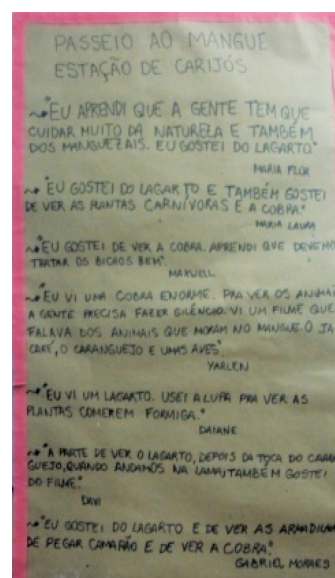 PASSEIO AO MANGUE
ESTAÇÃO DE CARIJÓS
"EU APRENDI QUE A GENTE TEM QUE
CUIDAR MUITO DA NATUREZA E TAMBÉM
DOS MANGUEZAIS. EU GOSTEI DO LAGARTO."
MARIA FLOR
"EU GOSTEI DO LAGARTO E TAMBÉM GOSTEI
DE VER AS PLANTAS CARNÍVORAS E A COBRA."
MARIA LAURA
"EU GOSTEI DE VER A COBRA. APRENDI QUE DEVEMO
TRATAR OS BICHOS BEM".
MAXWELL
"EU VI UMA COBRA ENORME. PRA VER OS ANIMAI
A GENTE PRECISA FAZER SILÊNCIO. VI UM FILME QUE
FALAVA DOS ANIMAIS QUE MORAM NO MANGUE. O JA
CARÉ, O CARANGUEJO E UMAS AVES".
YARLEN
"EU VI UM LAGARTO. USEI A LUPA PRA VER AS
PLANTAS COMEREM FORMIGA."
DAIANE
"A PARTE DE VER O LAGARTO, DEPOIS DA TOCA DO CARAN
GUEJO, QUANDO ANDAMOS NA LAMA, TAMBÉM GOSTEI
DO FILME."
DAVI
"EU GOSTEI DO LAGARTO E DE VER AS ARMADILHA
DE PEGAR CAMARÃO E DE VER A COBRA."
GABRIEL MORAES